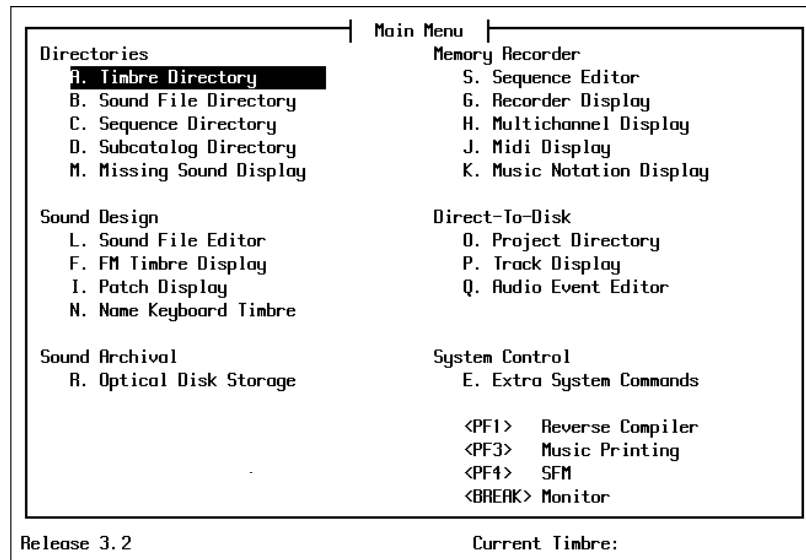 Main Menu
Directories
A. Timbre Directory
B. Sound File Directory
C. Sequence Directory
D. Subcatalog Directory
M. Missing Sound Display
Sound Design
L. Sound File Editor
F. FM Timbre Display
I. Patch Display
N. Name Keyboard Timbre
Sound Archival
R. Optical Disk Storage
Memory Recorder
S. Sequence Editor
G. Recorder Display
H. Multichannel Display
J. Midi Display
K. Music Notation Display
Direct-To-Disk
O. Project Directory
P. Track Display
Q. Audio Event Editor
System Control
E. Extra System Commands
<PF1> Reverse Compiler
<PF3> Music Printing
<PF4> SFM
<BREAK> Monitor
Release 3.2
Current Timbre: